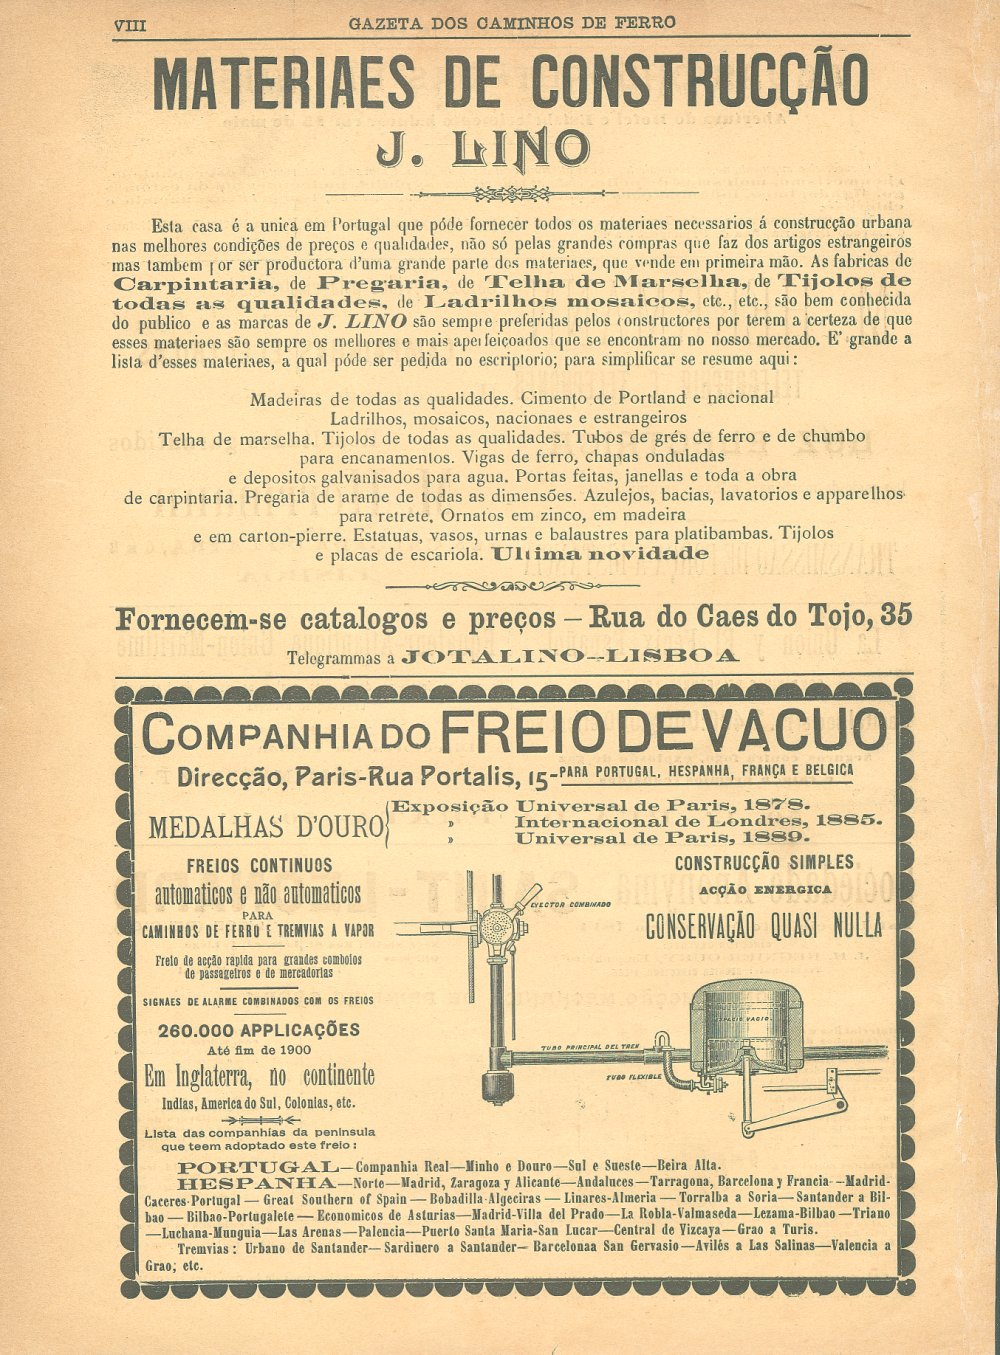 VIII
GAZETA DOS CAMINHOS DE FERRO
MATERIAES DE CONSTRUCÇÃO
J. LINO
Esta casa é a unica em Portugal que póde fornecer todos os materiaes necessarios á construcção urbana
nas melhores condições de preços e qualidades, não só pelas grandes compras que faz dos artigos estrangeiros
mas tambem por ser productora d'uma grande parte dos materiaes, que vende em primeira mão. As fabricas de
Carpintaria, de Pregaria, de Telha de Marselha, de Tijolos de
todas as qualidades, de Ladrilhos mosaicos, etc., etc., são bem conhecida
do publico e as marcas de J. LINO são sempre preferidas pelos constructores por terem a certeza de que
esses materiaes são sempre os melhores e mais aperfeiçoados que se encontram no nosso mercado. E' grande a
lista d'esses materiaes, a qual póde ser pedida no escriptorio; para simplificar se resume aqui:
Madeiras de todas as qualidades. Cimento de Portland e nacional
Ladrilhos, mosaicos, nacionaes e estrangeiros
Telha de marselha. Tijolos de todas as qualidades. Tubos de grés de ferro e de chumbo
para encanamentos. Vigas de ferro, chapas onduladas
e depositos galvanisados para agua. Portas feitas, janellas e toda a obra
de carpintaria. Pregaria de arame de todas as dimensões. Azulejos, bacias, lavatorios e apparelhos
para retrete. Ornatos em zinco, em madeira
e em carton-pierre. Estatuas, vasos, urnas e balaustres para platibambas. Tijolos
e placas de escariola. Ultima novidade
Fornecem-se catalogos e preços — Rua do Caes do Tojo, 35
Telegrammas a JOTALINO—LISBOA
COMPANHIA DO FREIO DE VACUO
Direcção, Paris-Rua Portalis, 15-PARA PORTUGAL, HESPANHA, FRANÇA E BELGICA
MEDALHAS D'OURO
Exposição Universal de Paris, 1878.
» Internacional de Londres, 1885.
» Universal de Paris, 1889.
FREIOS CONTINUOS
automaticos e não automaticos
PARA
CAMINHOS DE FERRO E TREMVIAS A VAPOR
Freio de acção rapida para grandes comboios
de passageiros e de mercadorias
SIGNAES DE ALARME COMBINADOS COM OS FREIOS
260.000 APPLICAÇÕES
Até fim de 1900
Em Inglaterra, no continente
Indias, America do Sul, Colonias, etc.
Lista das companhias da peninsula
que teem adoptado este freio:
CONSTRUCÇÃO SIMPLES
ACÇÃO ENERGICA
CONSERVAÇÃO QUASI NULLA
EYECTOR COMBINADO
ESPACIO VACIO
TUBO PRINCIPAL DEL TREN
TUBO FLEXIBLE
PORTUGAL—Companhia Real—Minho e Douro—Sul e Sueste—Beira Alta.
HESPANHA—Norte—Madrid, Zaragoza y Alicante—Andaluces—Tarragona, Barcelona y Francia—Madrid-
Caceres-Portugal — Great Southern of Spain — Bobadilla-Algeciras — Linares-Almeria — Torralba a Soria—Santander a Bil-
bao — Bilbao-Portugalete — Economicos de Asturias—Madrid-Villa del Prado—La Robla-Valmaseda—Lezama-Bilbao—Triano
—Luchana-Munguia—Las Arenas—Palencia—Puerto Santa Maria-San Lucar—Central de Vizcaya—Grao a Turis.
Tremvias: Urbano de Santander—Sardinero a Santander—Barcelonaa San Gervasio—Avilés a Las Salinas—Valencia a
Grao, etc.